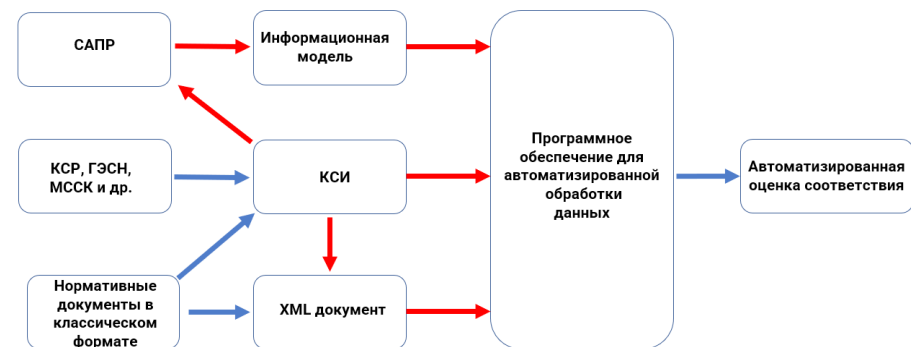 САПР
Информационная
модель
КСР, ГЭСН,
МССК и др.
КСИ
Программное
обеспечение для
автоматизированной
обработки
данных
Автоматизированная
оценка соответствия
Нормативные
документы в
классическом
формате
XML документ